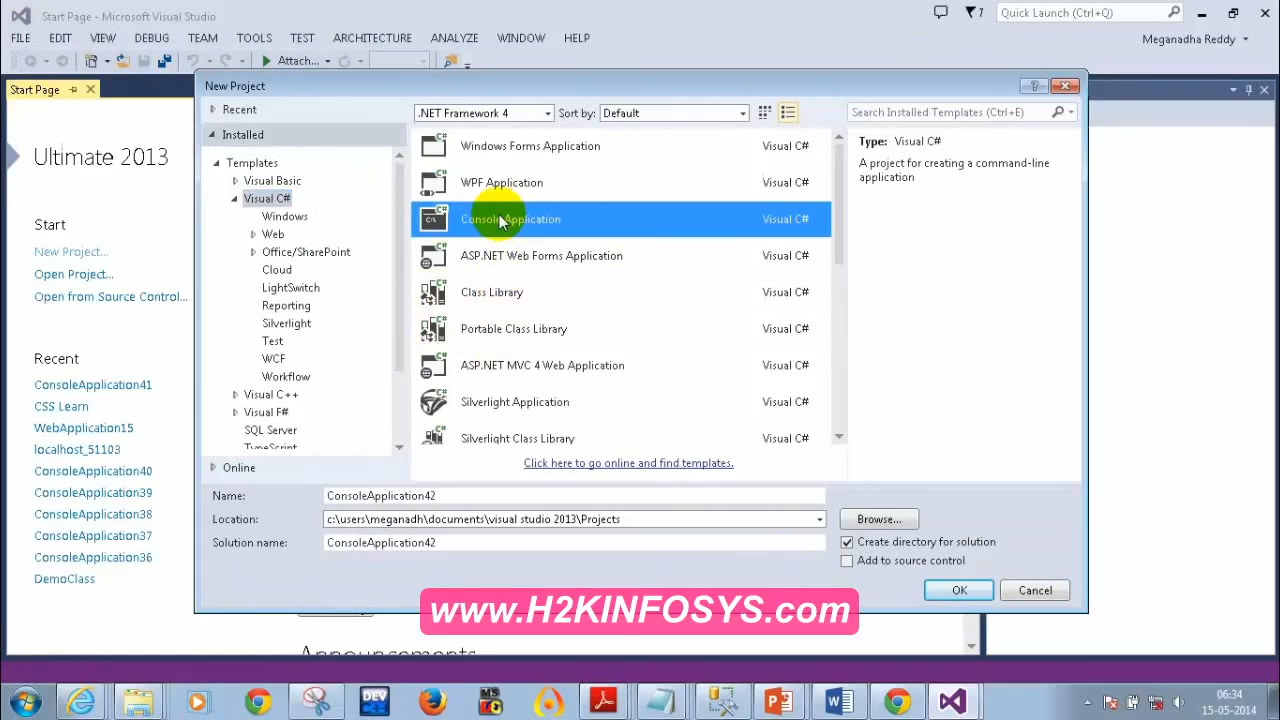 Start Page - Microsoft Visual Studio
7
Quick Launch (Ctrl+Q)
FILE EDIT VIEW DEBUG TEAM TOOLS TEST ARCHITECTURE ANALYZE WINDOW HELP
Meganadha Reddy
Attach...
Start Page
New Project
Recent
.NET Framework 4
Sort by: Default
Search Installed Templates (Ctrl+E)
Installed
Templates
Visual Basic
Visual C#
Windows
Web
Office/SharePoint
Cloud
LightSwitch
Reporting
Silverlight
Test
WCF
Workflow
Visual C++
Visual F#
SQL Server
TypeScript
Online
Windows Forms Application Visual C#
WPF Application Visual C#
Console Application Visual C#
ASP.NET Web Forms Application Visual C#
Class Library Visual C#
Portable Class Library Visual C#
ASP.NET MVC 4 Web Application Visual C#
Silverlight Application Visual C#
Silverlight Class Library Visual C#
Click here to go online and find templates.
Type: Visual C#
A project for creating a command-line
application
Name: ConsoleApplication42
Location: c:\users\meganadh\documents\visual studio 2013\Projects
Browse...
Solution name: ConsoleApplication42
Create directory for solution
Add to source control
OK
Cancel
Ultimate 2013
Start
New Project...
Open Project...
Open from Source Control...
Recent
ConsoleApplication41
CSS Learn
WebApplication15
localhost_51103
ConsoleApplication40
ConsoleApplication39
ConsoleApplication38
ConsoleApplication37
ConsoleApplication36
DemoClass
www.H2KINFOSYS.com
Announcements
06:34
15-05-2014